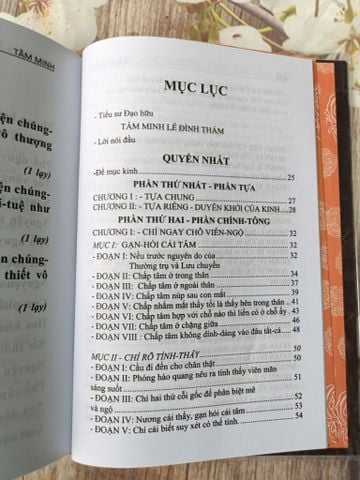 TÂM MINH
ện chúng-
ô thượng
(1 lạy)
ện chúng-
í-tuệ như
(1 lạy)
n chúng-
thiết vô
(1 lạy)
MỤC LỤC
- Tiểu sư Đạo hữu
TÂM MINH LÊ ĐÌNH THÁM
- Lời nói đầu
QUYỂN NHẤT
-Đề mục kinh 25
PHẦN THỨ NHẤT - PHẦN TỰA
CHƯƠNG I : - TỰA CHUNG 27
CHƯƠNG II : - TỰA RIÊNG - DUYÊN KHỞI CỦA KINH 28
PHẦN THỨ HAI - PHẦN CHÍNH-TÔNG
CHƯƠNG I : - CHỈ NGAY CHỖ VIÊN-NGỘ 32
MỤC I: GẠN-HỎI CÁI TÂM 32
- ĐOẠN I: Nêu trước nguyên do của
Thường trụ và Lưu chuyển 32
- ĐOẠN II: Chấp tâm ở trong thân 34
- ĐOẠN III: Chấp tâm ở ngoài thân 37
- ĐOẠN IV: Chấp tâm núp sau con mắt 39
- ĐOẠN V: Chấp nhắm mắt thấy tối là thấy bên trong thân 41
- ĐOẠN VI: Chấp tâm hợp với chỗ nào thì liền có ở chỗ ấy 43
- ĐOẠN VII: Chấp tâm ở chặng giữa 46
- ĐOẠN VIII : Chấp tâm không dính-dáng vào đâu tất-cả 48
MỤC II - CHỈ RÕ TÍNH-THẤY 50
- ĐOẠN I: Cầu đi đến cho chân thật 50
- ĐOẠN II: Phóng hào quang nêu ra tính thấy viên mãn
sáng suốt 51
- ĐOẠN III: Chỉ hai thứ cội gốc để phân biệt mê
và ngộ 52
- ĐOẠN IV: Nương cái thấy, gạn hỏi cái tâm 53
- ĐOẠN V: Chỉ cái biết suy xét có thể tính. 54